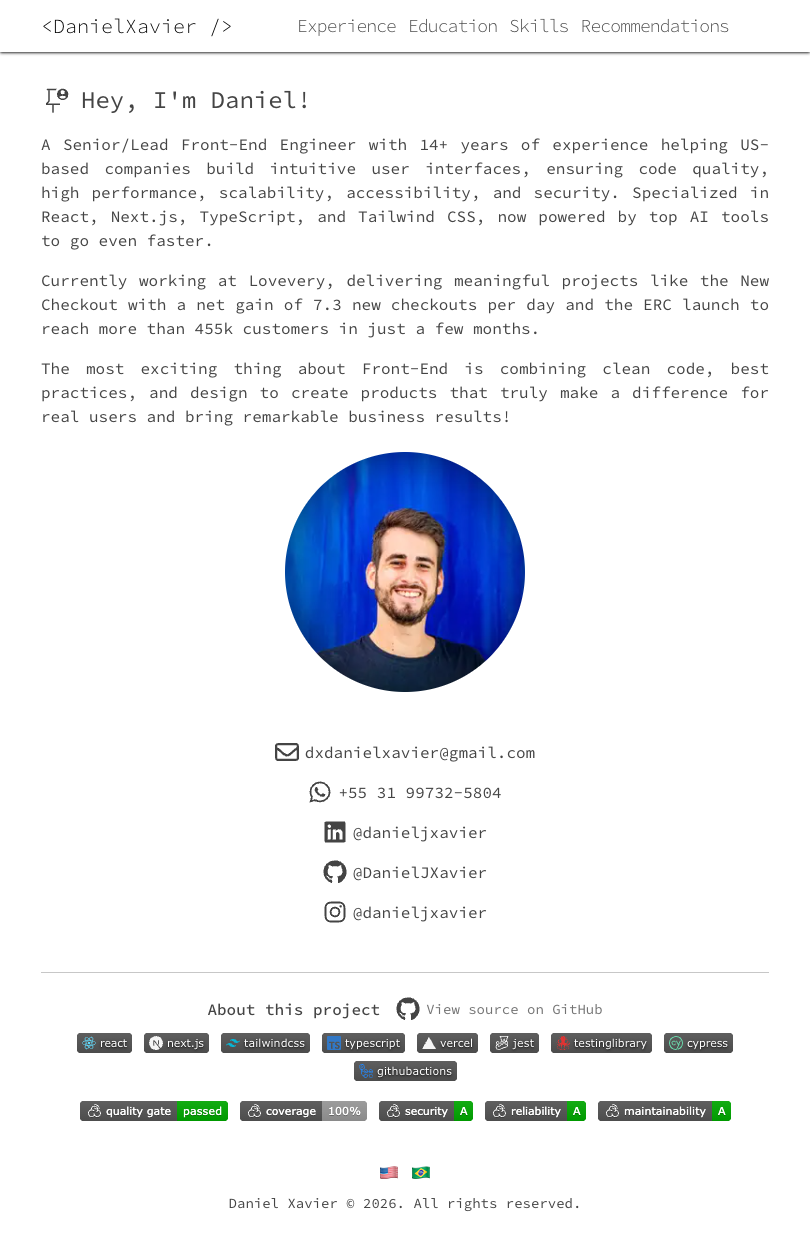 <DanielXavier />
Experience Education Skills Recommendations
Hey, I'm Daniel!
A Senior/Lead Front-End Engineer with 14+ years of experience helping US-
based companies build intuitive user interfaces, ensuring code quality,
high performance, scalability, accessibility, and security. Specialized in
React, Next.js, TypeScript, and Tailwind CSS, now powered by top AI tools
to go even faster.
Currently working at Lovevery, delivering meaningful projects like the New
Checkout with a net gain of 7.3 new checkouts per day and the ERC launch to
reach more than 455k customers in just a few months.
The most exciting thing about Front-End is combining clean code, best
practices, and design to create products that truly make a difference for
real users and bring remarkable business results!
dxdanielxavier@gmail.com
+55 31 99732-5804
@danieljxavier
@DanielJXavier
@danieljxavier
About this project View source on GitHub
react next.js tailwindcss typescript vercel jest testinglibrary cypress
githubactions
quality gate passed coverage 100% security A reliability A maintainability A
Daniel Xavier © 2026. All rights reserved.